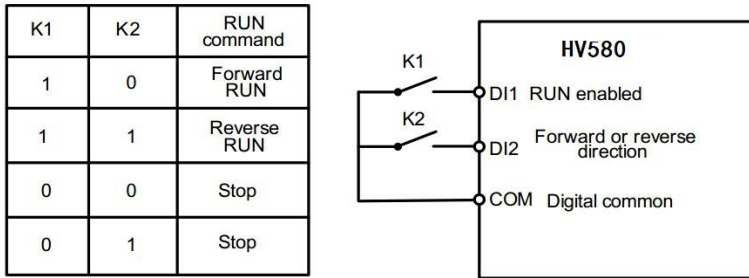 K1 K2 RUN
command
1 0 Forward
RUN
1 1 Reverse
RUN
0 0 Stop
0 1 Stop
HV580
K1
DI1 RUN enabled
K2
DI2 Forward or reverse
direction
COM Digital common